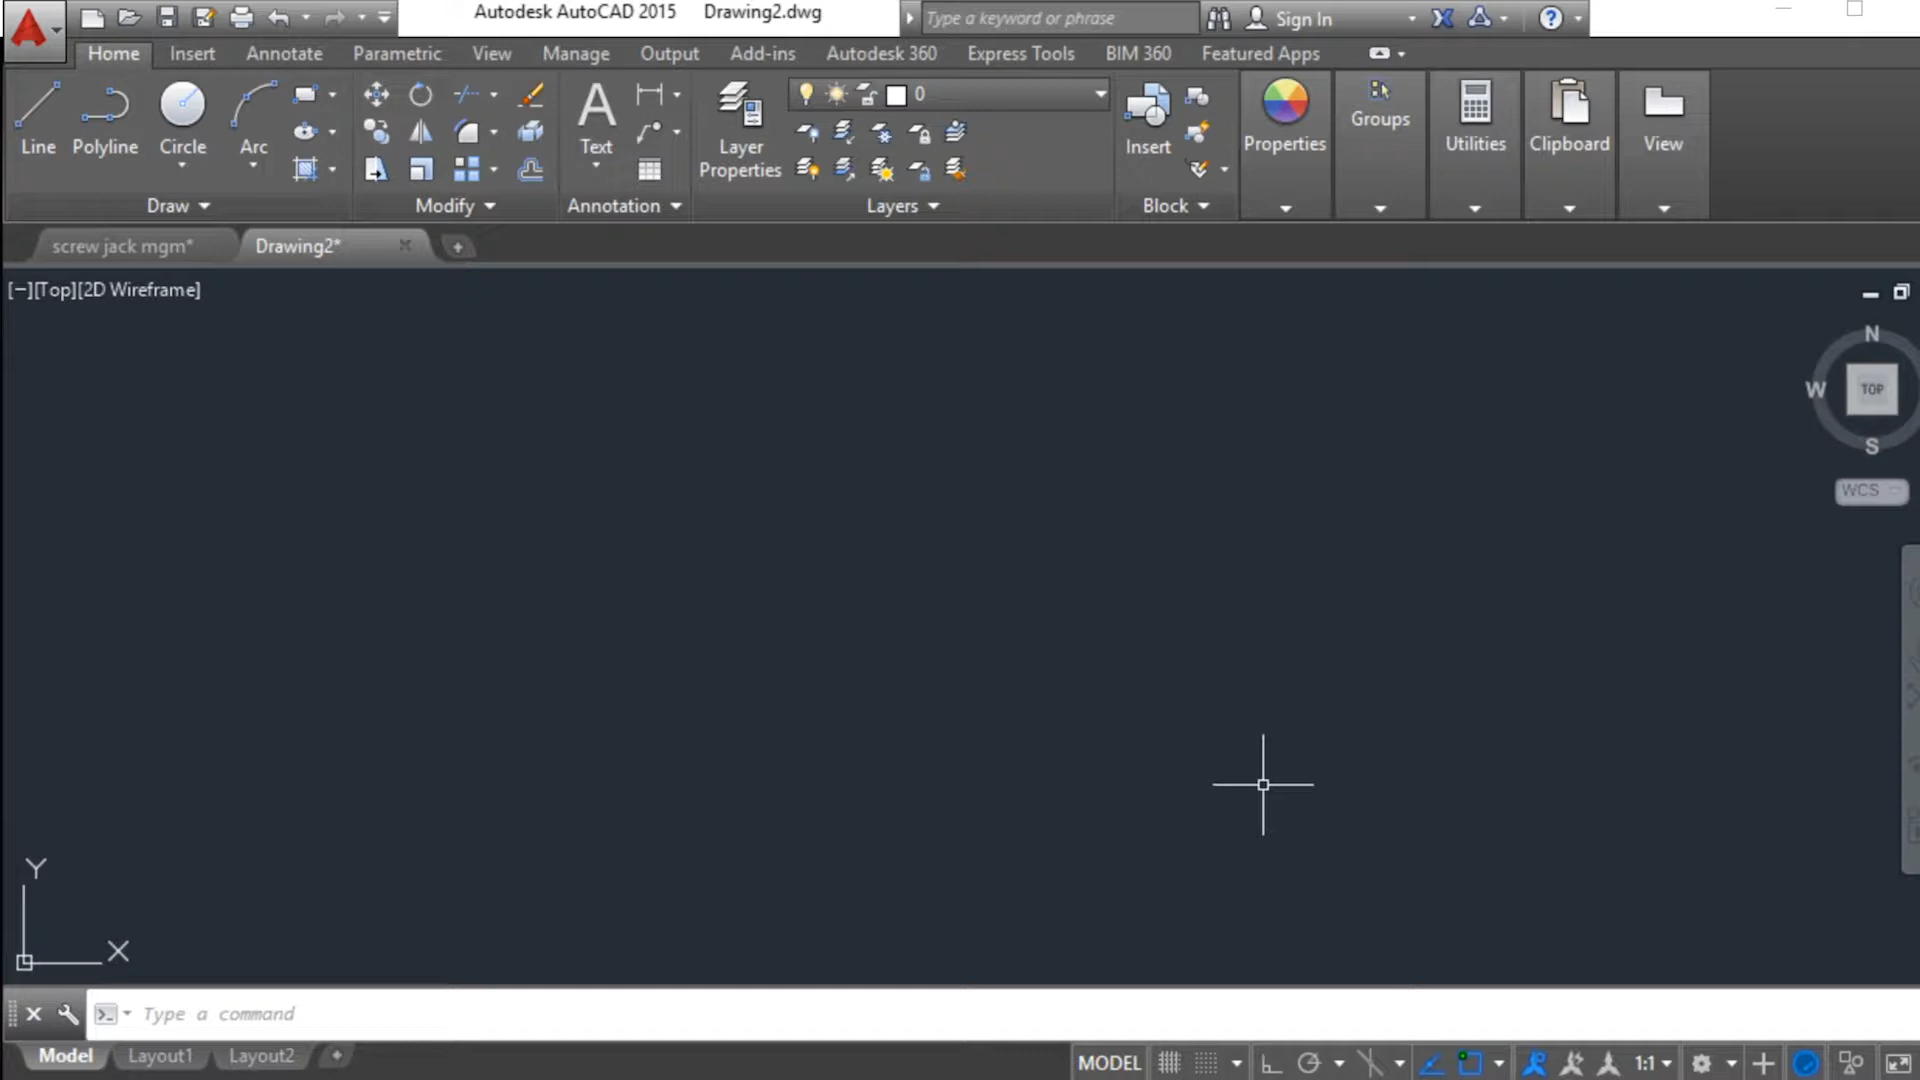 Autodesk AutoCAD 2015 Drawing2.dwg
Type a keyword or phrase
Sign In
Home Insert Annotate Parametric View Manage Output Add-ins Autodesk 360 Express Tools BIM 360 Featured Apps
Line Polyline Circle Arc
Text
Layer Properties
0
Insert
Properties
Groups
Utilities
Clipboard
View
Draw Modify Annotation Layers Block
screw jack mgm* Drawing2*
[−][Top][2D Wireframe]
N
W TOP
S
WCS
Y
X
Type a command
Model Layout1 Layout2
MODEL 1:1